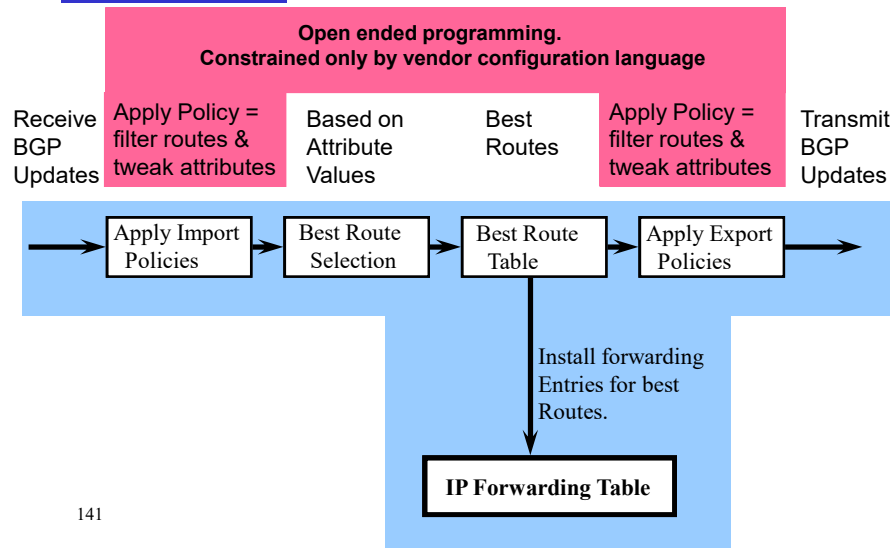 Open ended programming.
Constrained only by vendor configuration language
Receive
BGP
Updates
Apply Policy =
filter routes &
tweak attributes
Based on
Attribute
Values
Best
Routes
Apply Policy =
filter routes &
tweak attributes
Transmit
BGP
Updates
Apply Import
Policies
Best Route
Selection
Best Route
Table
Apply Export
Policies
Install forwarding
Entries for best
Routes.
IP Forwarding Table
141